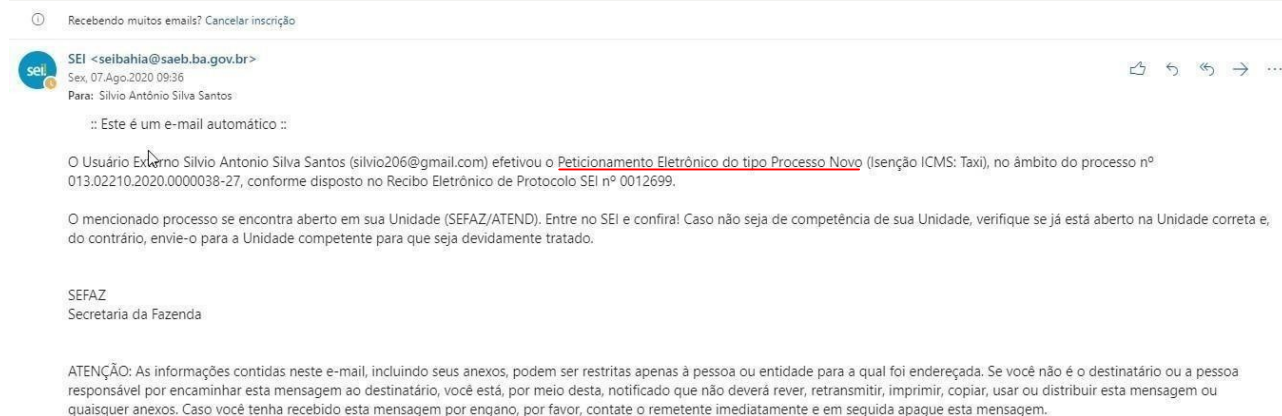 Recebendo muitos emails? Cancelar inscrição
sei!
SEI <seibahia@saeb.ba.gov.br>
Sex, 07.Ago.2020 09:36
Para: Silvio Antônio Silva Santos
:: Este é um e-mail automático ::
O Usuário Externo Silvio Antonio Silva Santos (silvio206@gmail.com) efetivou o Peticionamento Eletrônico do tipo Processo Novo (Isenção ICMS: Taxi), no âmbito do processo nº
013.02210.2020.0000038-27, conforme disposto no Recibo Eletrônico de Protocolo SEI nº 0012699.
O mencionado processo se encontra aberto em sua Unidade (SEFAZ/ATEND). Entre no SEI e confira! Caso não seja de competência de sua Unidade, verifique se já está aberto na Unidade correta e,
do contrário, envie-o para a Unidade competente para que seja devidamente tratado.
SEFAZ
Secretaria da Fazenda
ATENÇÃO: As informações contidas neste e-mail, incluindo seus anexos, podem ser restritas apenas à pessoa ou entidade para a qual foi endereçada. Se você não é o destinatário ou a pessoa
responsável por encaminhar esta mensagem ao destinatário, você está, por meio desta, notificado que não deverá rever, retransmitir, imprimir, copiar, usar ou distribuir esta mensagem ou
quaisquer anexos. Caso você tenha recebido esta mensagem por engano, por favor, contate o remetente imediatamente e em seguida apague esta mensagem.